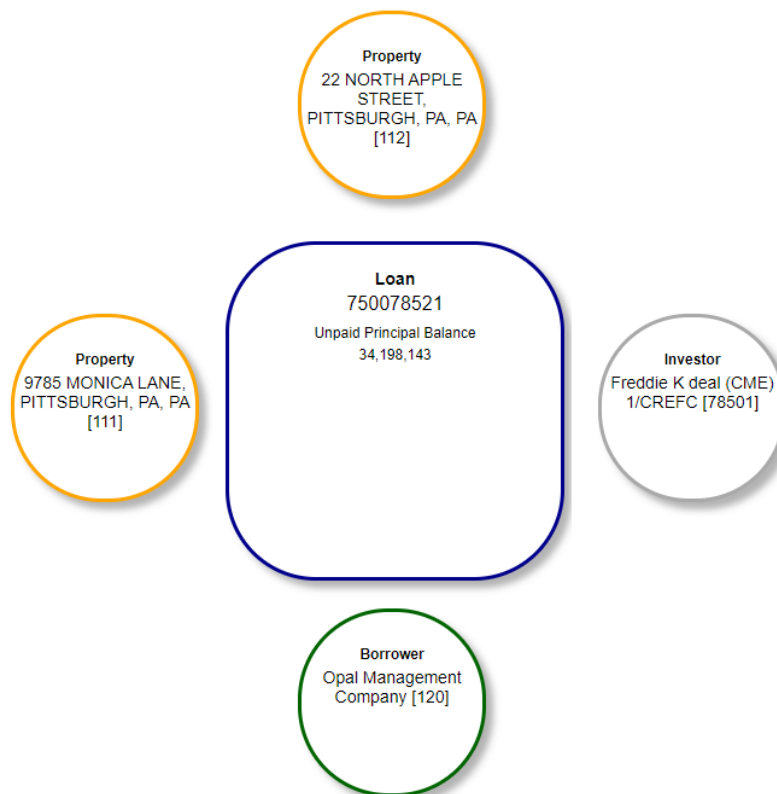 Property
22 NORTH APPLE
STREET,
PITTSBURGH, PA, PA
[112]
Loan
750078521
Unpaid Principal Balance
34,198,143
Property
9785 MONICA LANE,
PITTSBURGH, PA, PA
[111]
Investor
Freddie K deal (CME)
1/CREFC [78501]
Borrower
Opal Management
Company [120]